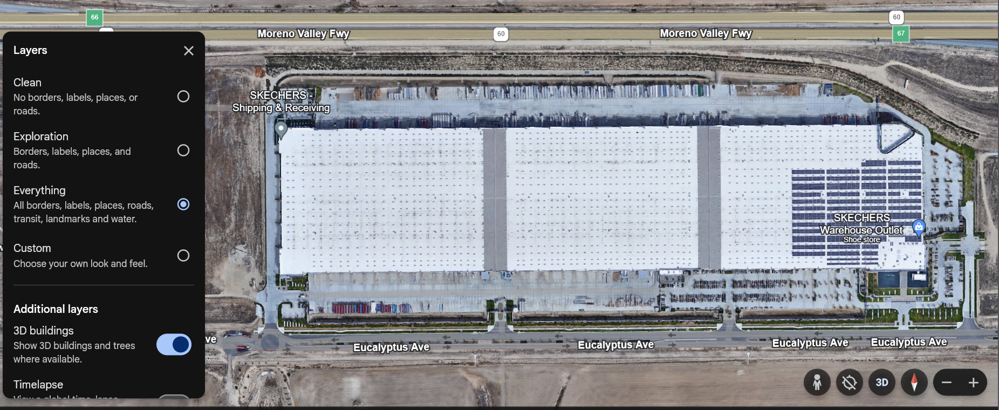 66
60
Moreno Valley Fwy
60
Moreno Valley Fwy
67
Layers
Clean
No borders, labels, places, or
roads.
Exploration
Borders, labels, places, and
roads.
Everything
All borders, labels, places, roads,
transit, landmarks and water.
Custom
Choose your own look and feel.
Additional layers
3D buildings
Show 3D buildings and trees
where available.
Timelapse
SKECHERS -
Shipping & Receiving
SKECHERS
Warehouse Outlet
Shoe store
ve
Eucalyptus Ave
Eucalyptus Ave
Eucalyptus Ave
Eucalyptus Ave
3D